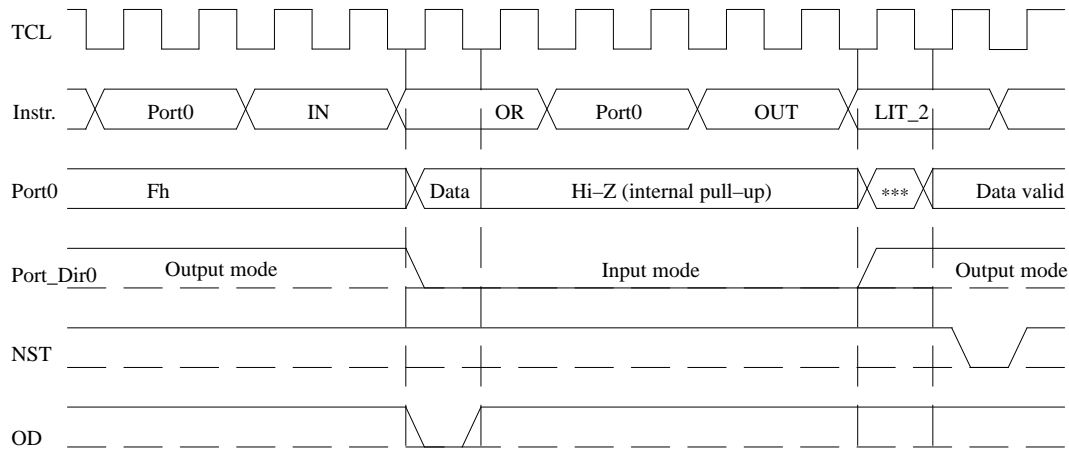 TCL
Instr. Port0 IN OR Port0 OUT LIT_2
Port0 Fh Data Hi–Z (internal pull–up) *** Data valid
Port_Dir0 Output mode Input mode Output mode
NST
OD